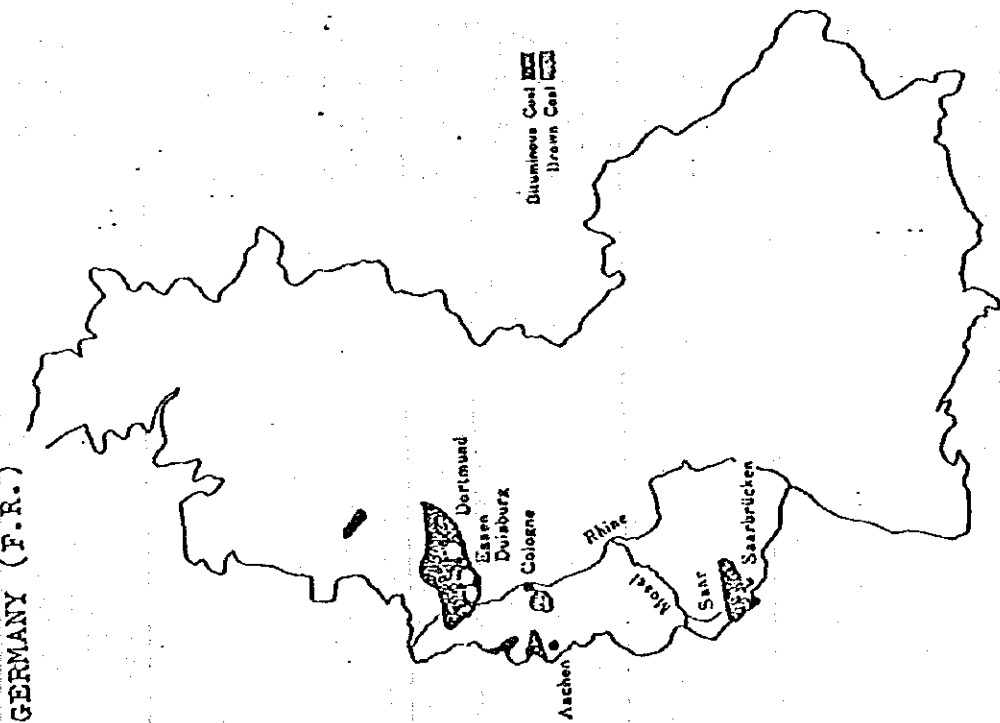 GERMANY (F.R.)
Bituminous Coal
Brown Coal
Dortmund
Essen
Duisburg
Cologne
Rhine
Mosel
Saar
Saarbrücken
A
Aachen